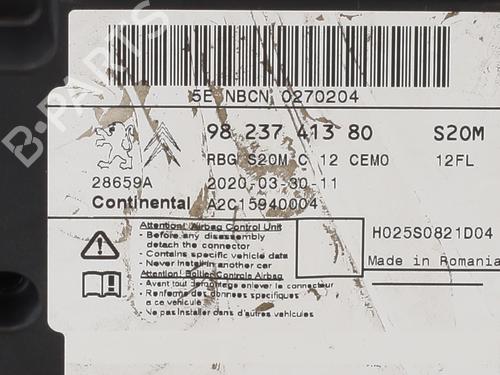 B-PARTS
5E NBCN 0270204
98 237 413 80 S20M
RBG S20M C 12 CEMO 12FL
28659A 2020-03-30-11
Continental A2C15940004
Attention! Airbag Control Unit
- Before any disassembly
detach the connector
- Contains specific vehicle data
- Never install in another car
Attention! Boîtier Contrôle Airbag
- Avant tout démontage enlever le connecteur
- Renferme des données spécifiques
à ce véhicule
- Ne pas installer dans d'autres véhicules
H025S0821D04
Made in Romania